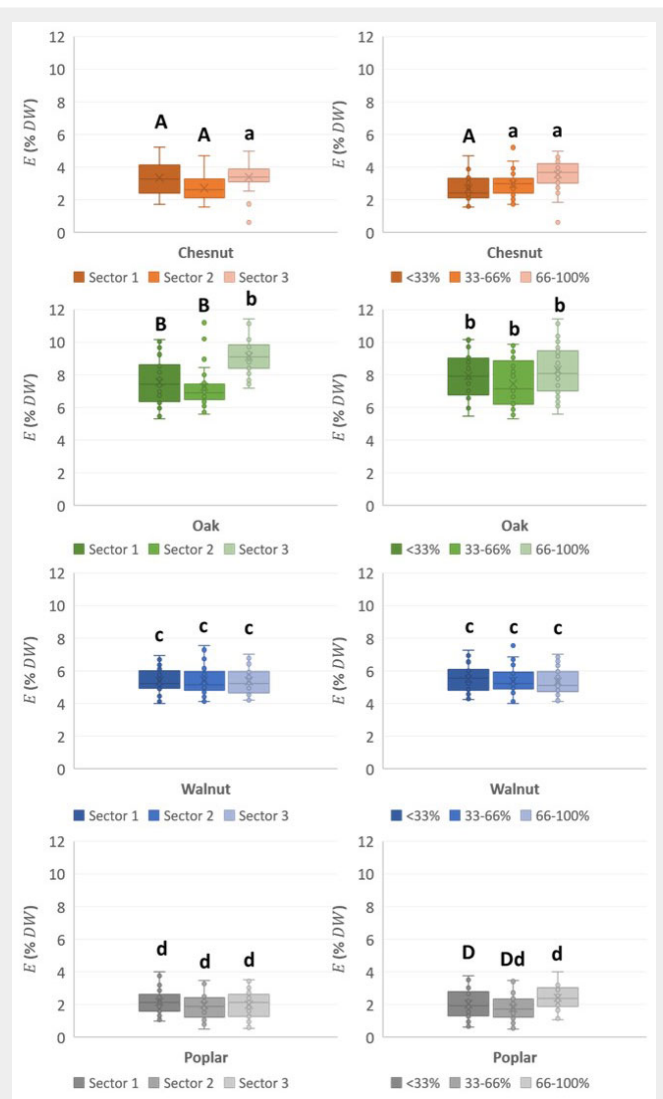 12
10
8
6
4
2
0
E (% DW)
A
A
a
Chesnut
Sector 1 Sector 2 Sector 3
12
10
8
6
4
2
0
E (% DW)
A
a
a
Chesnut
<33% 33-66% 66-100%
12
10
8
6
4
2
0
E (% DW)
B
B
b
Oak
Sector 1 Sector 2 Sector 3
12
10
8
6
4
2
0
E (% DW)
b
b
b
Oak
<33% 33-66% 66-100%
12
10
8
6
4
2
0
E (% DW)
c
c
c
Walnut
Sector 1 Sector 2 Sector 3
12
10
8
6
4
2
0
E (% DW)
c
c
c
Walnut
<33% 33-66% 66-100%
12
10
8
6
4
2
0
E (% DW)
d
d
d
Poplar
Sector 1 Sector 2 Sector 3
12
10
8
6
4
2
0
E (% DW)
D
Dd
d
Poplar
<33% 33-66% 66-100%